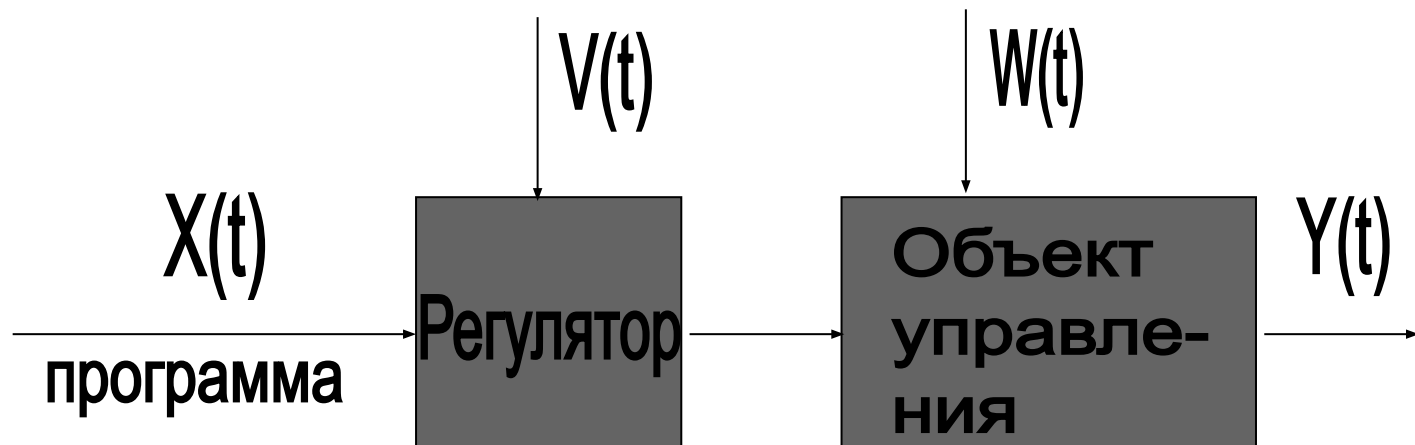 V(t)
W(t)
X(t)
Y(t)
программа
Регулятор
Объект
управле-
ния